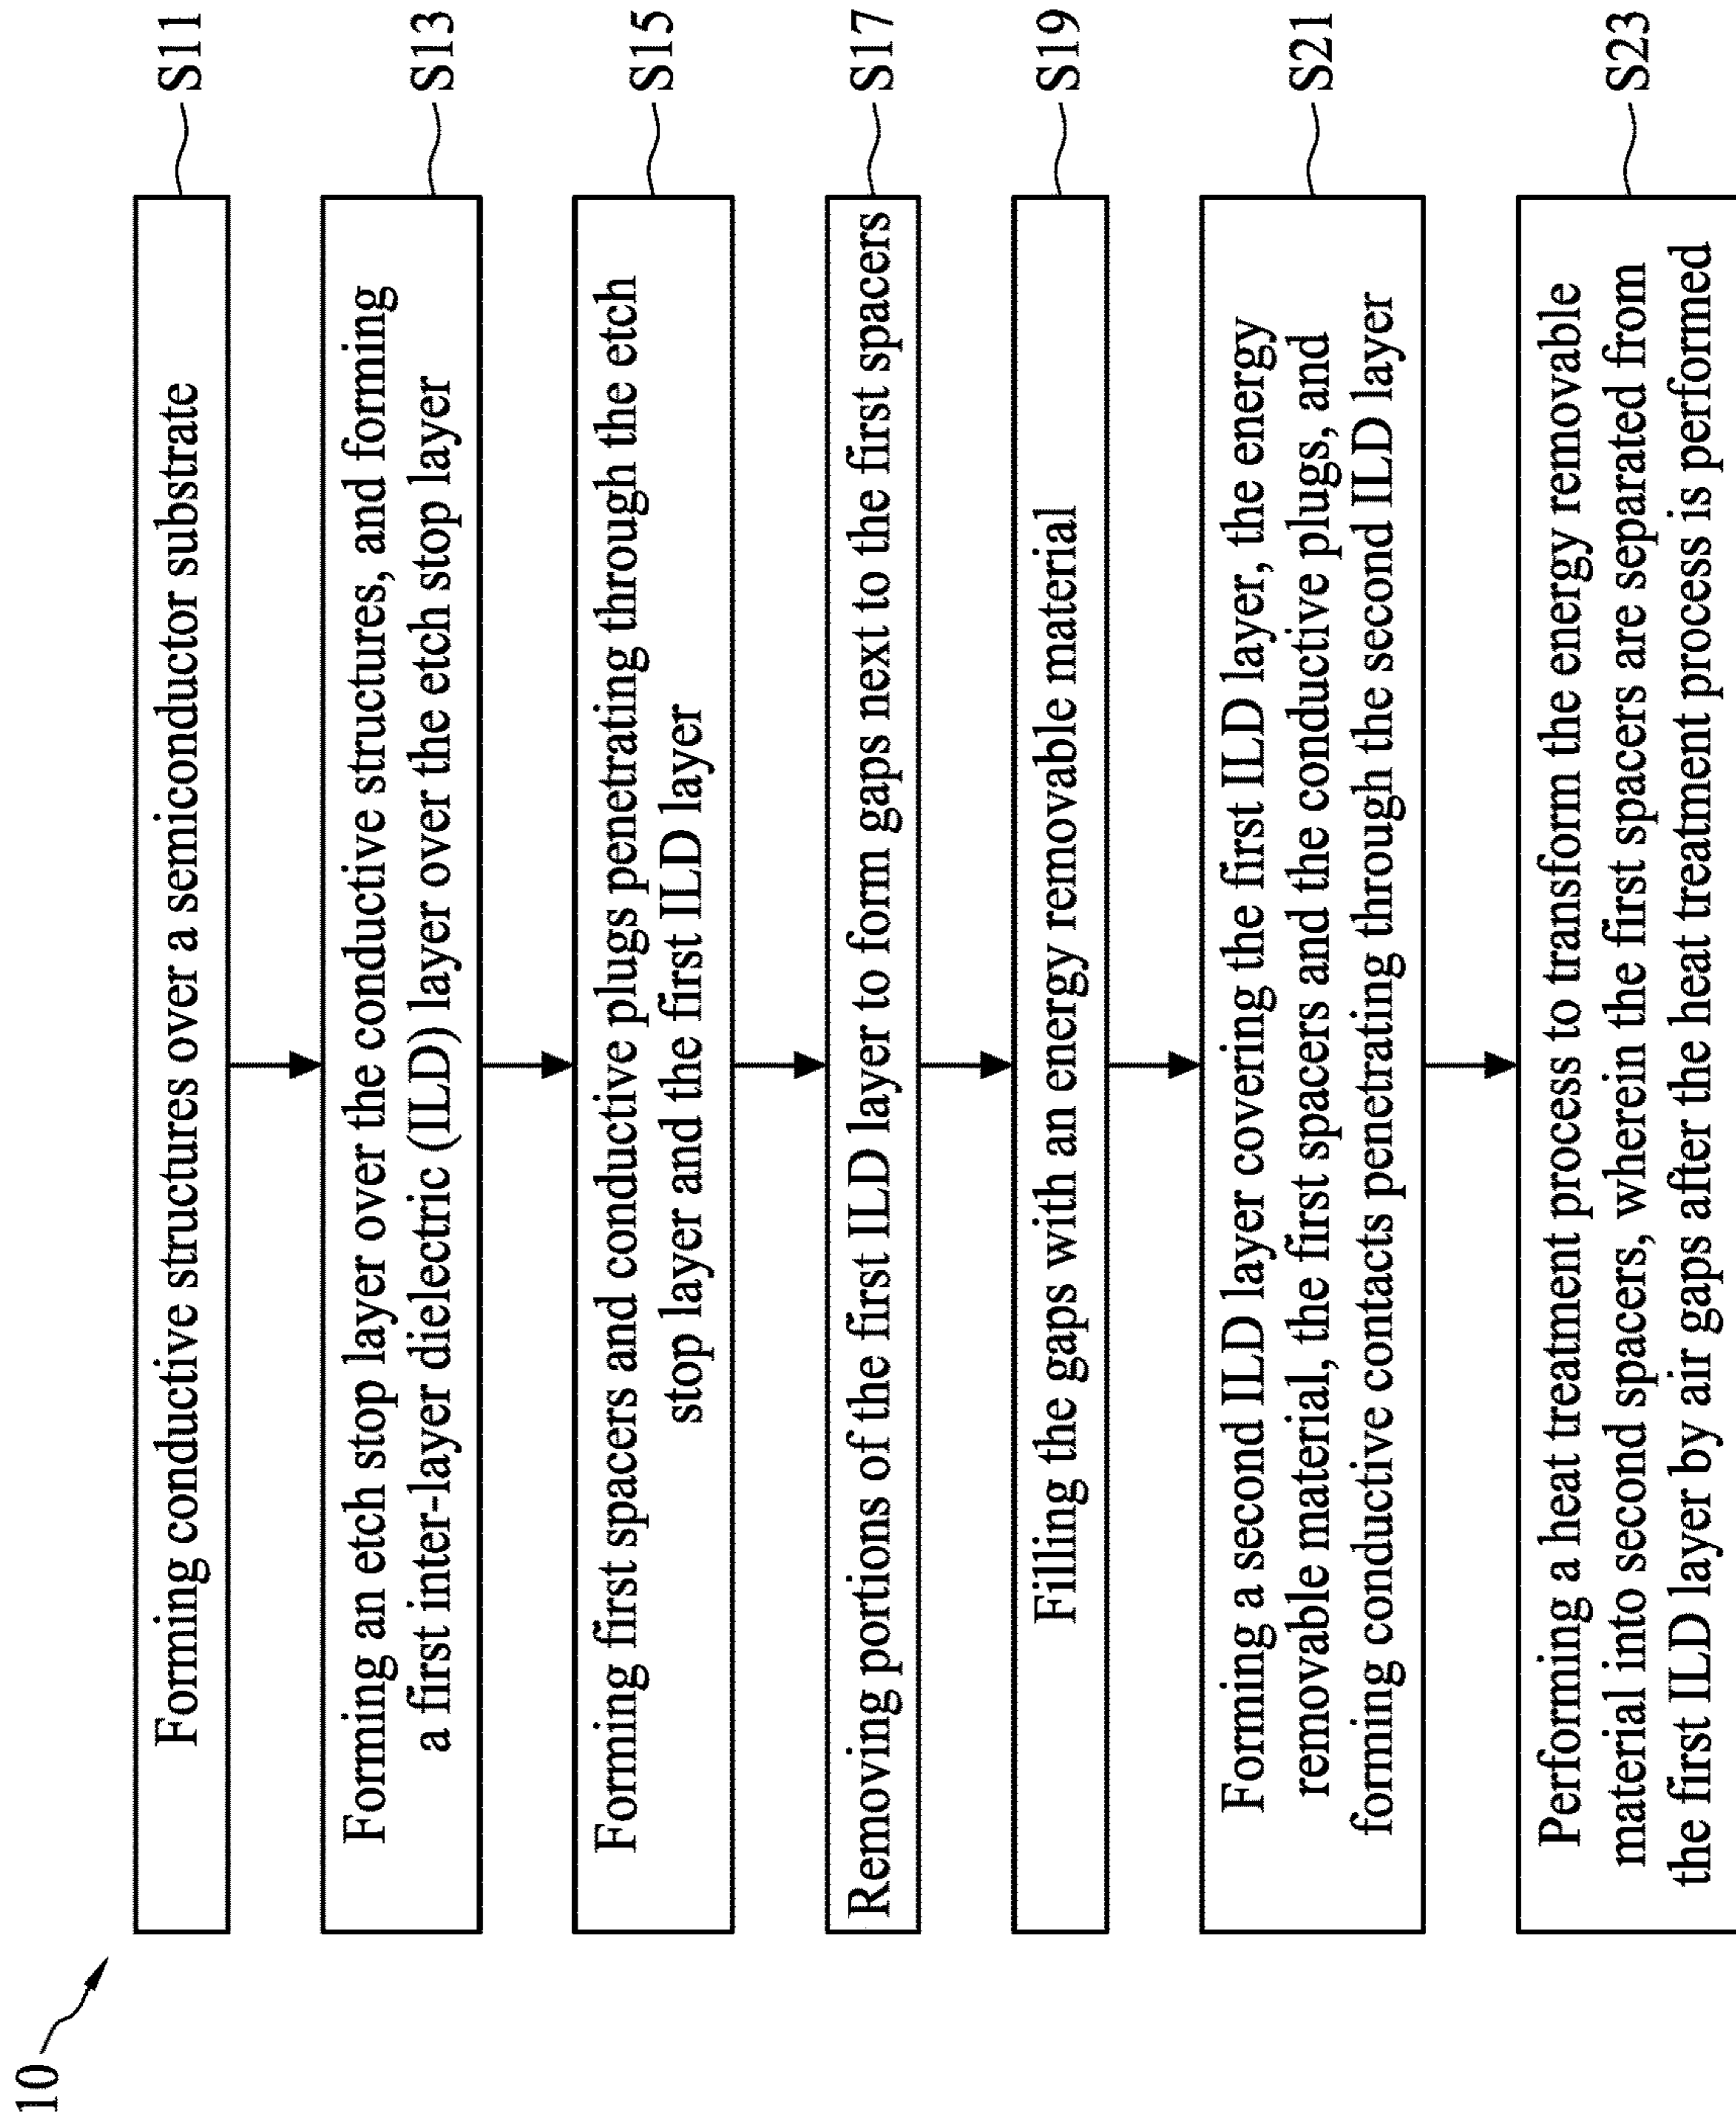 10
Forming conductive structures over a semiconductor substrate
S11
Forming an etch stop layer over the conductive structures, and forming
a first inter-layer dielectric (ILD) layer over the etch stop layer
S13
Forming first spacers and conductive plugs penetrating through the etch
stop layer and the first ILD layer
S15
Removing portions of the first ILD layer to form gaps next to the first spacers
S17
Filling the gaps with an energy removable material
S19
Forming a second ILD layer covering the first ILD layer, the energy
removable material, the first spacers and the conductive plugs, and
forming conductive contacts penetrating through the second ILD layer
S21
Performing a heat treatment process to transform the energy removable
material into second spacers, wherein the first spacers are separated from
the first ILD layer by air gaps after the heat treatment process is performed
S23